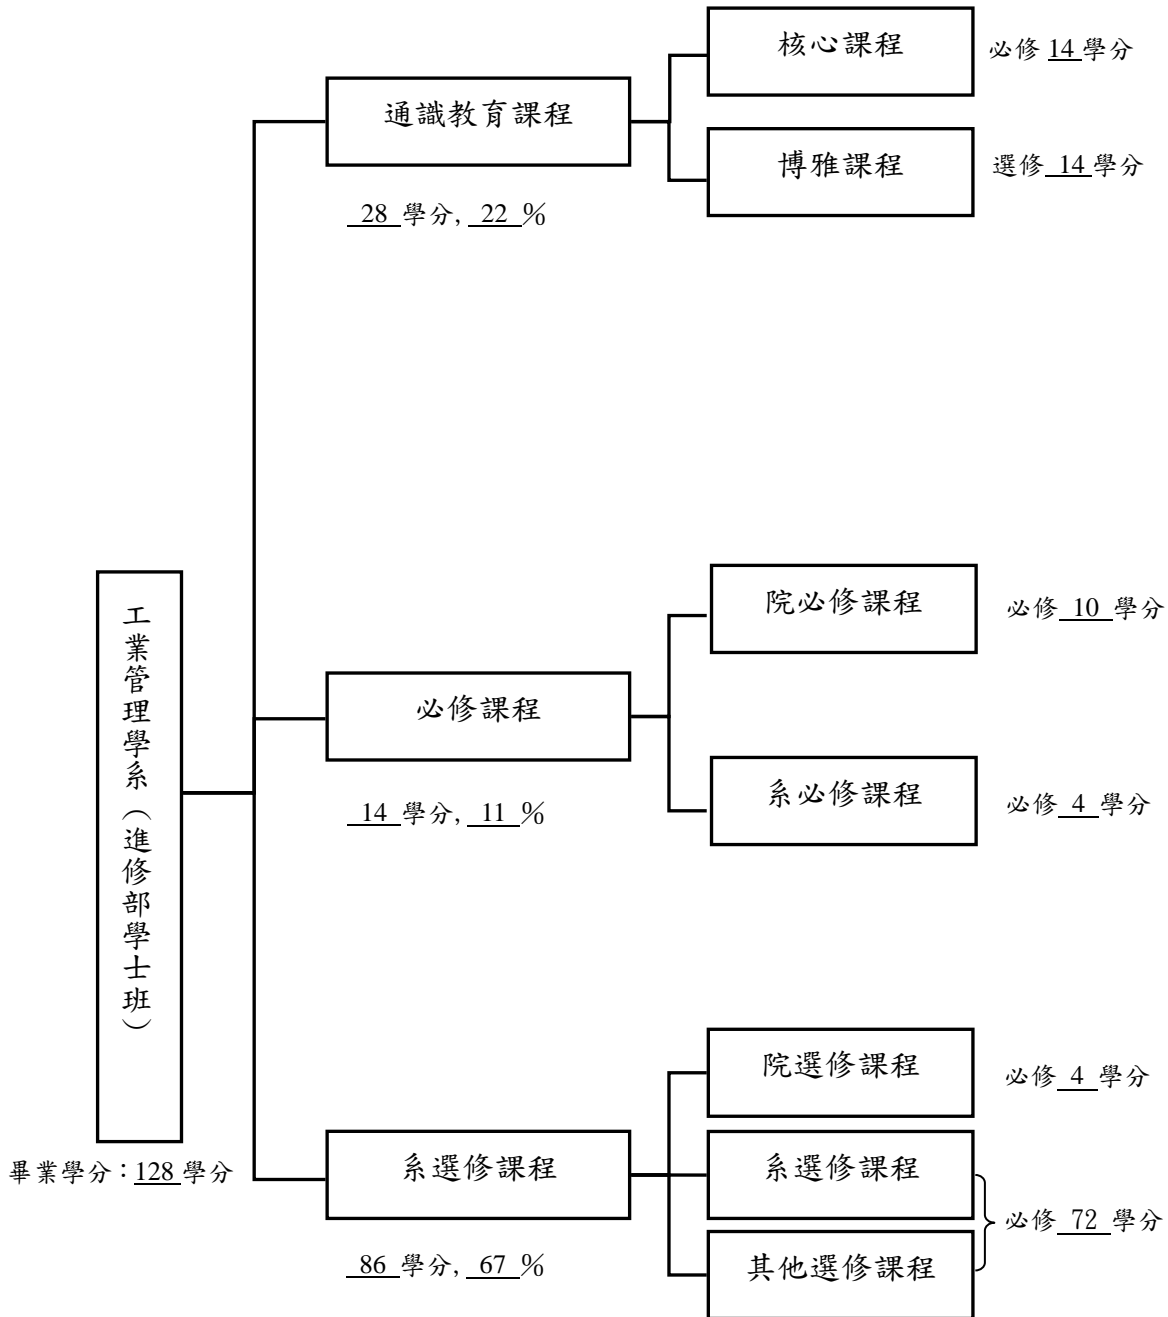 核心課程
必修 14 學分
通識教育課程
博雅課程
選修 14 學分
28 學分, 22 %
工業管理學系（進修部學士班）
院必修課程
必修 10 學分
必修課程
系必修課程
必修 4 學分
14 學分, 11 %
院選修課程
必修 4 學分
系選修課程
系選修課程
畢業學分：128 學分
必修 72 學分
其他選修課程
86 學分, 67 %